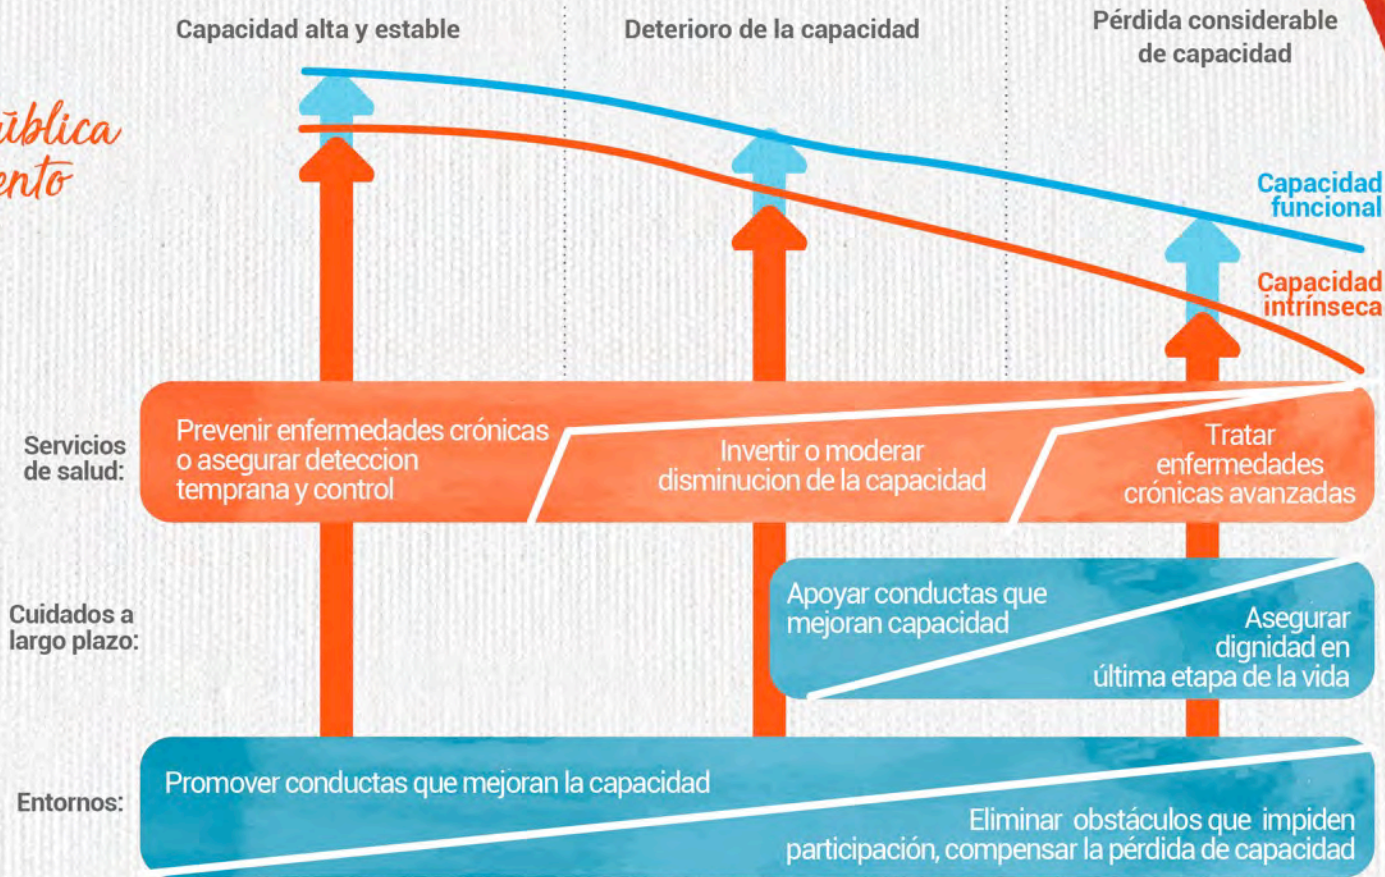 Capacidad alta y estable
Deterioro de la capacidad
Pérdida considerable
de capacidad
Capacidad
funcional
Capacidad
intrínseca
Servicios
de salud:
Prevenir enfermedades crónicas
o asegurar deteccion
temprana y control
Invertir o moderar
disminucion de la capacidad
Tratar
enfermedades
crónicas avanzadas
Cuidados a
largo plazo:
Apoyar conductas que
mejoran capacidad
Asegurar
dignidad en
última etapa de la vida
Entornos:
Promover conductas que mejoran la capacidad
Eliminar obstáculos que impiden
participación, compensar la pérdida de capacidad